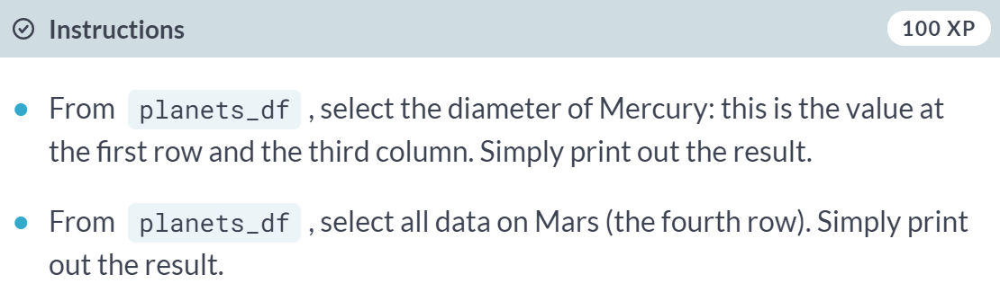 Instructions
100 XP
From planets_df , select the diameter of Mercury: this is the value at
the first row and the third column. Simply print out the result.
From planets_df , select all data on Mars (the fourth row). Simply print
out the result.